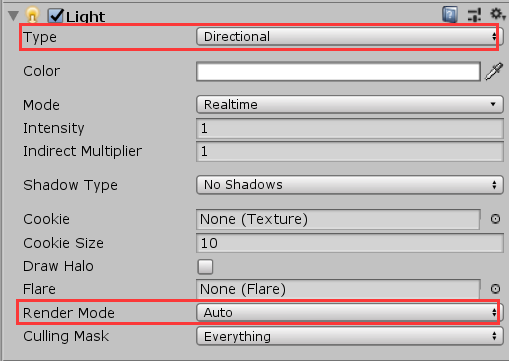 Light
Type Directional
Color
Mode Realtime
Intensity 1
Indirect Multiplier 1
Shadow Type No Shadows
Cookie None (Texture)
Cookie Size 10
Draw Halo
Flare None (Flare)
Render Mode Auto
Culling Mask Everything